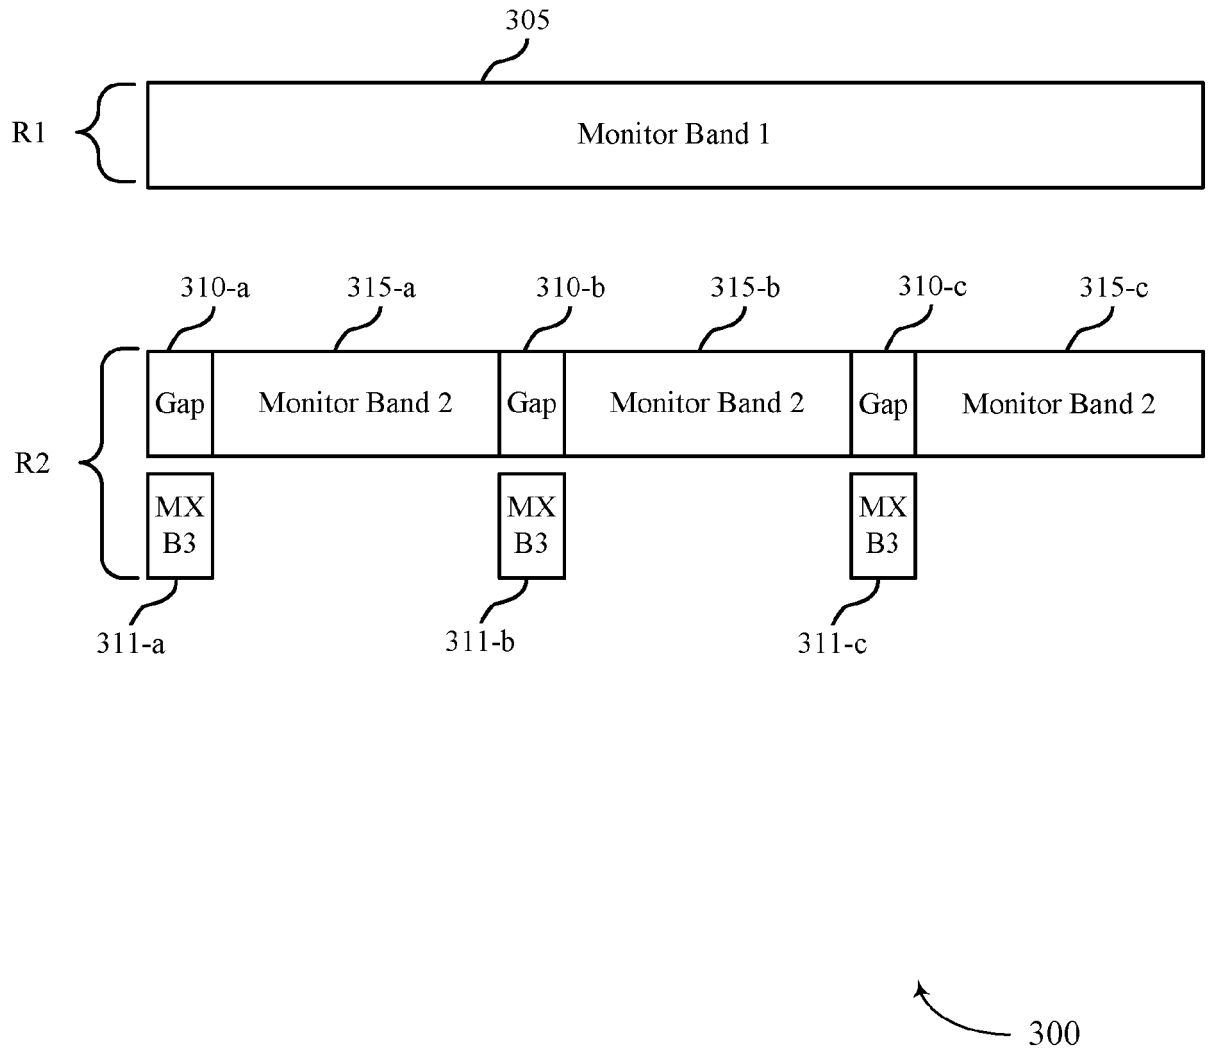 305
R1
Monitor Band 1
310-a 315-a 310-b 315-b 310-c 315-c
Gap Monitor Band 2 Gap Monitor Band 2 Gap Monitor Band 2
R2
MX MX MX
B3 B3 B3
311-a 311-b 311-c
300